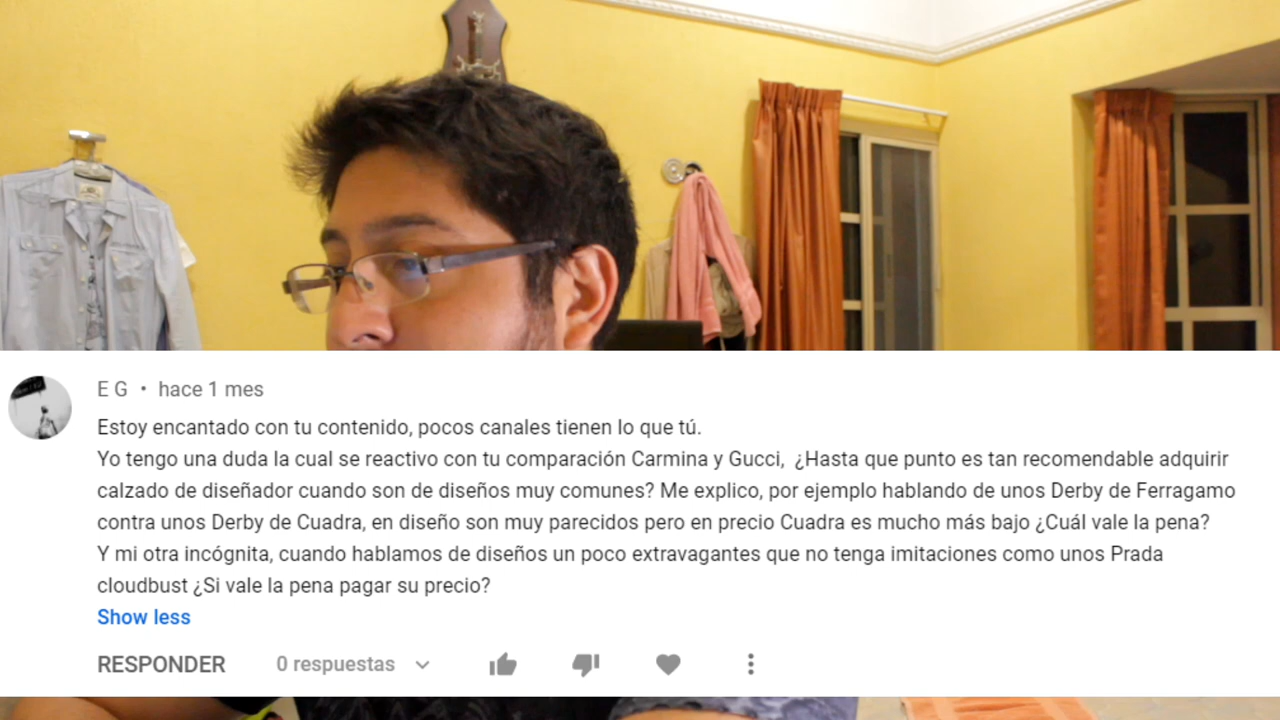 E G • hace 1 mes
Estoy encantado con tu contenido, pocos canales tienen lo que tú.
Yo tengo una duda la cual se reactivo con tu comparación Carmina y Gucci, ¿Hasta que punto es tan recomendable adquirir
calzado de diseñador cuando son de diseños muy comunes? Me explico, por ejemplo hablando de unos Derby de Ferragamo
contra unos Derby de Cuadra, en diseño son muy parecidos pero en precio Cuadra es mucho más bajo ¿Cuál vale la pena?
Y mi otra incógnita, cuando hablamos de diseños un poco extravagantes que no tenga imitaciones como unos Prada
cloudbust ¿Si vale la pena pagar su precio?
Show less
RESPONDER 0 respuestas